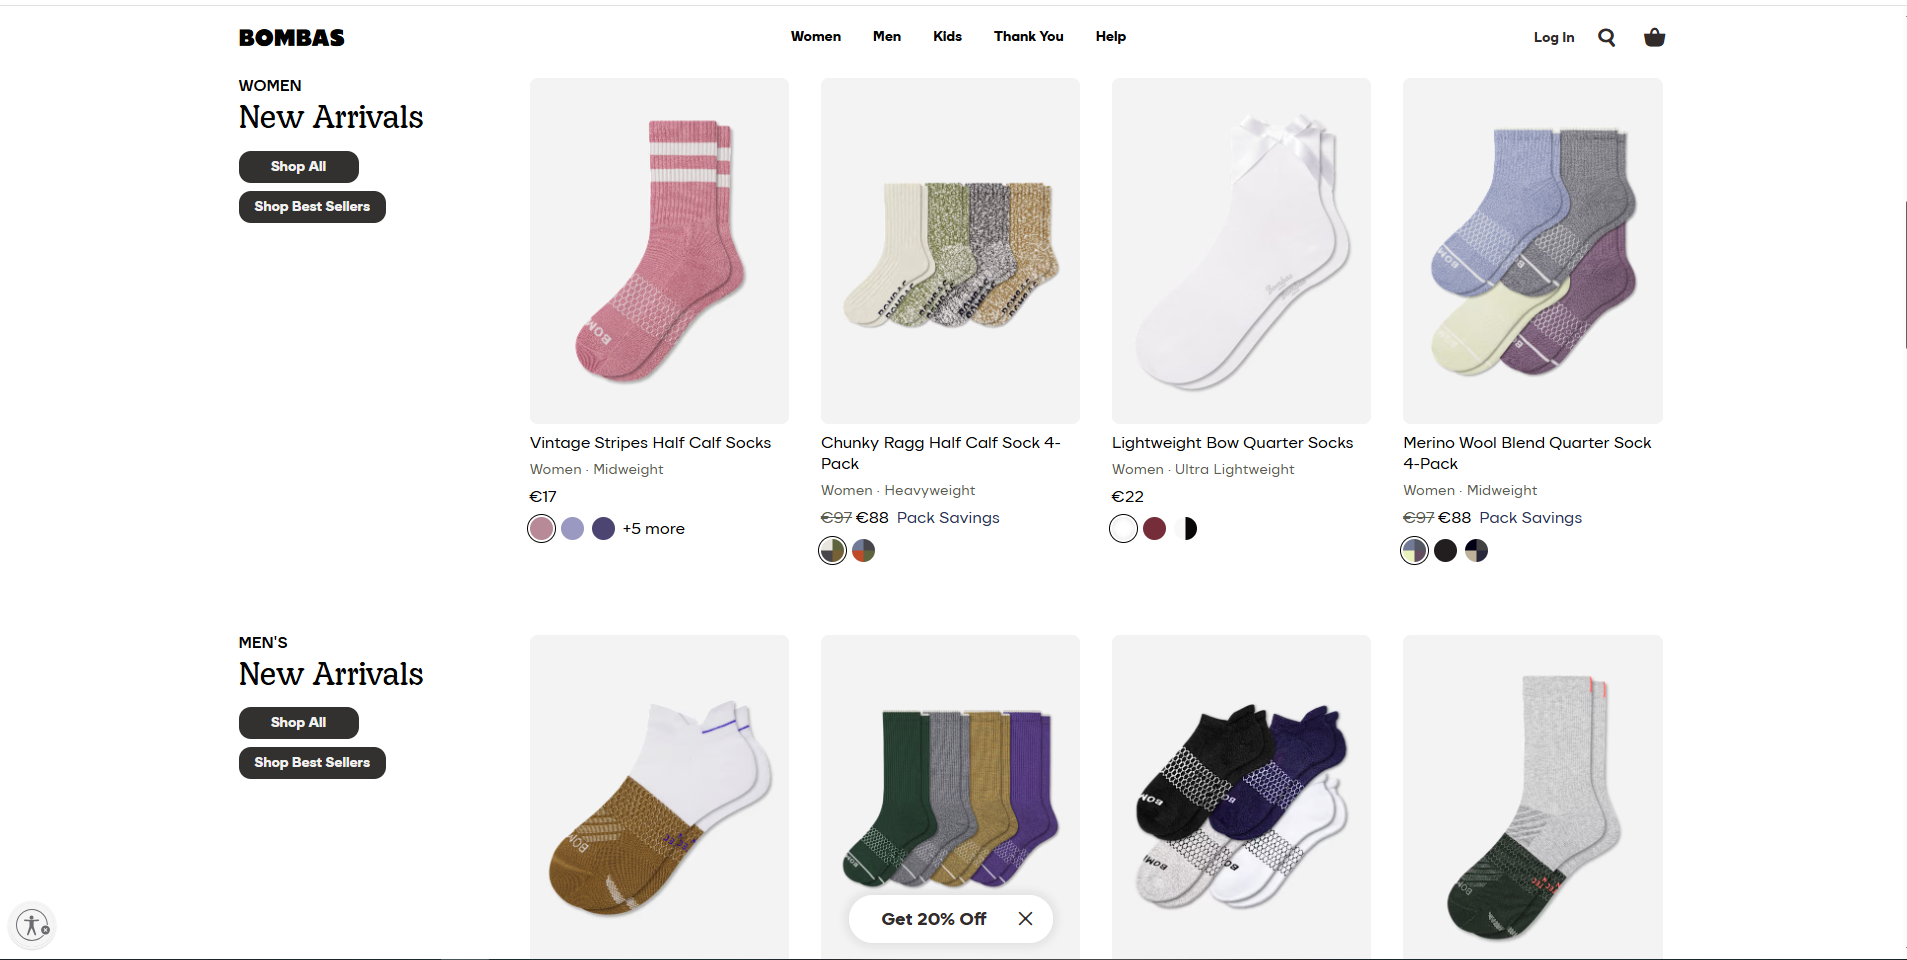 BOMBAS
Women
Men
Kids
Thank You
Help
Log In
WOMEN
New Arrivals
Shop All
Shop Best Sellers
Vintage Stripes Half Calf Socks
Women · Midweight
€17
+5 more
Chunky Ragg Half Calf Sock 4-
Pack
Women · Heavyweight
€97 €88 Pack Savings
Lightweight Bow Quarter Socks
Women · Ultra Lightweight
€22
Merino Wool Blend Quarter Sock
4-Pack
Women · Midweight
€97 €88 Pack Savings
MEN'S
New Arrivals
Shop All
Shop Best Sellers
Get 20% Off